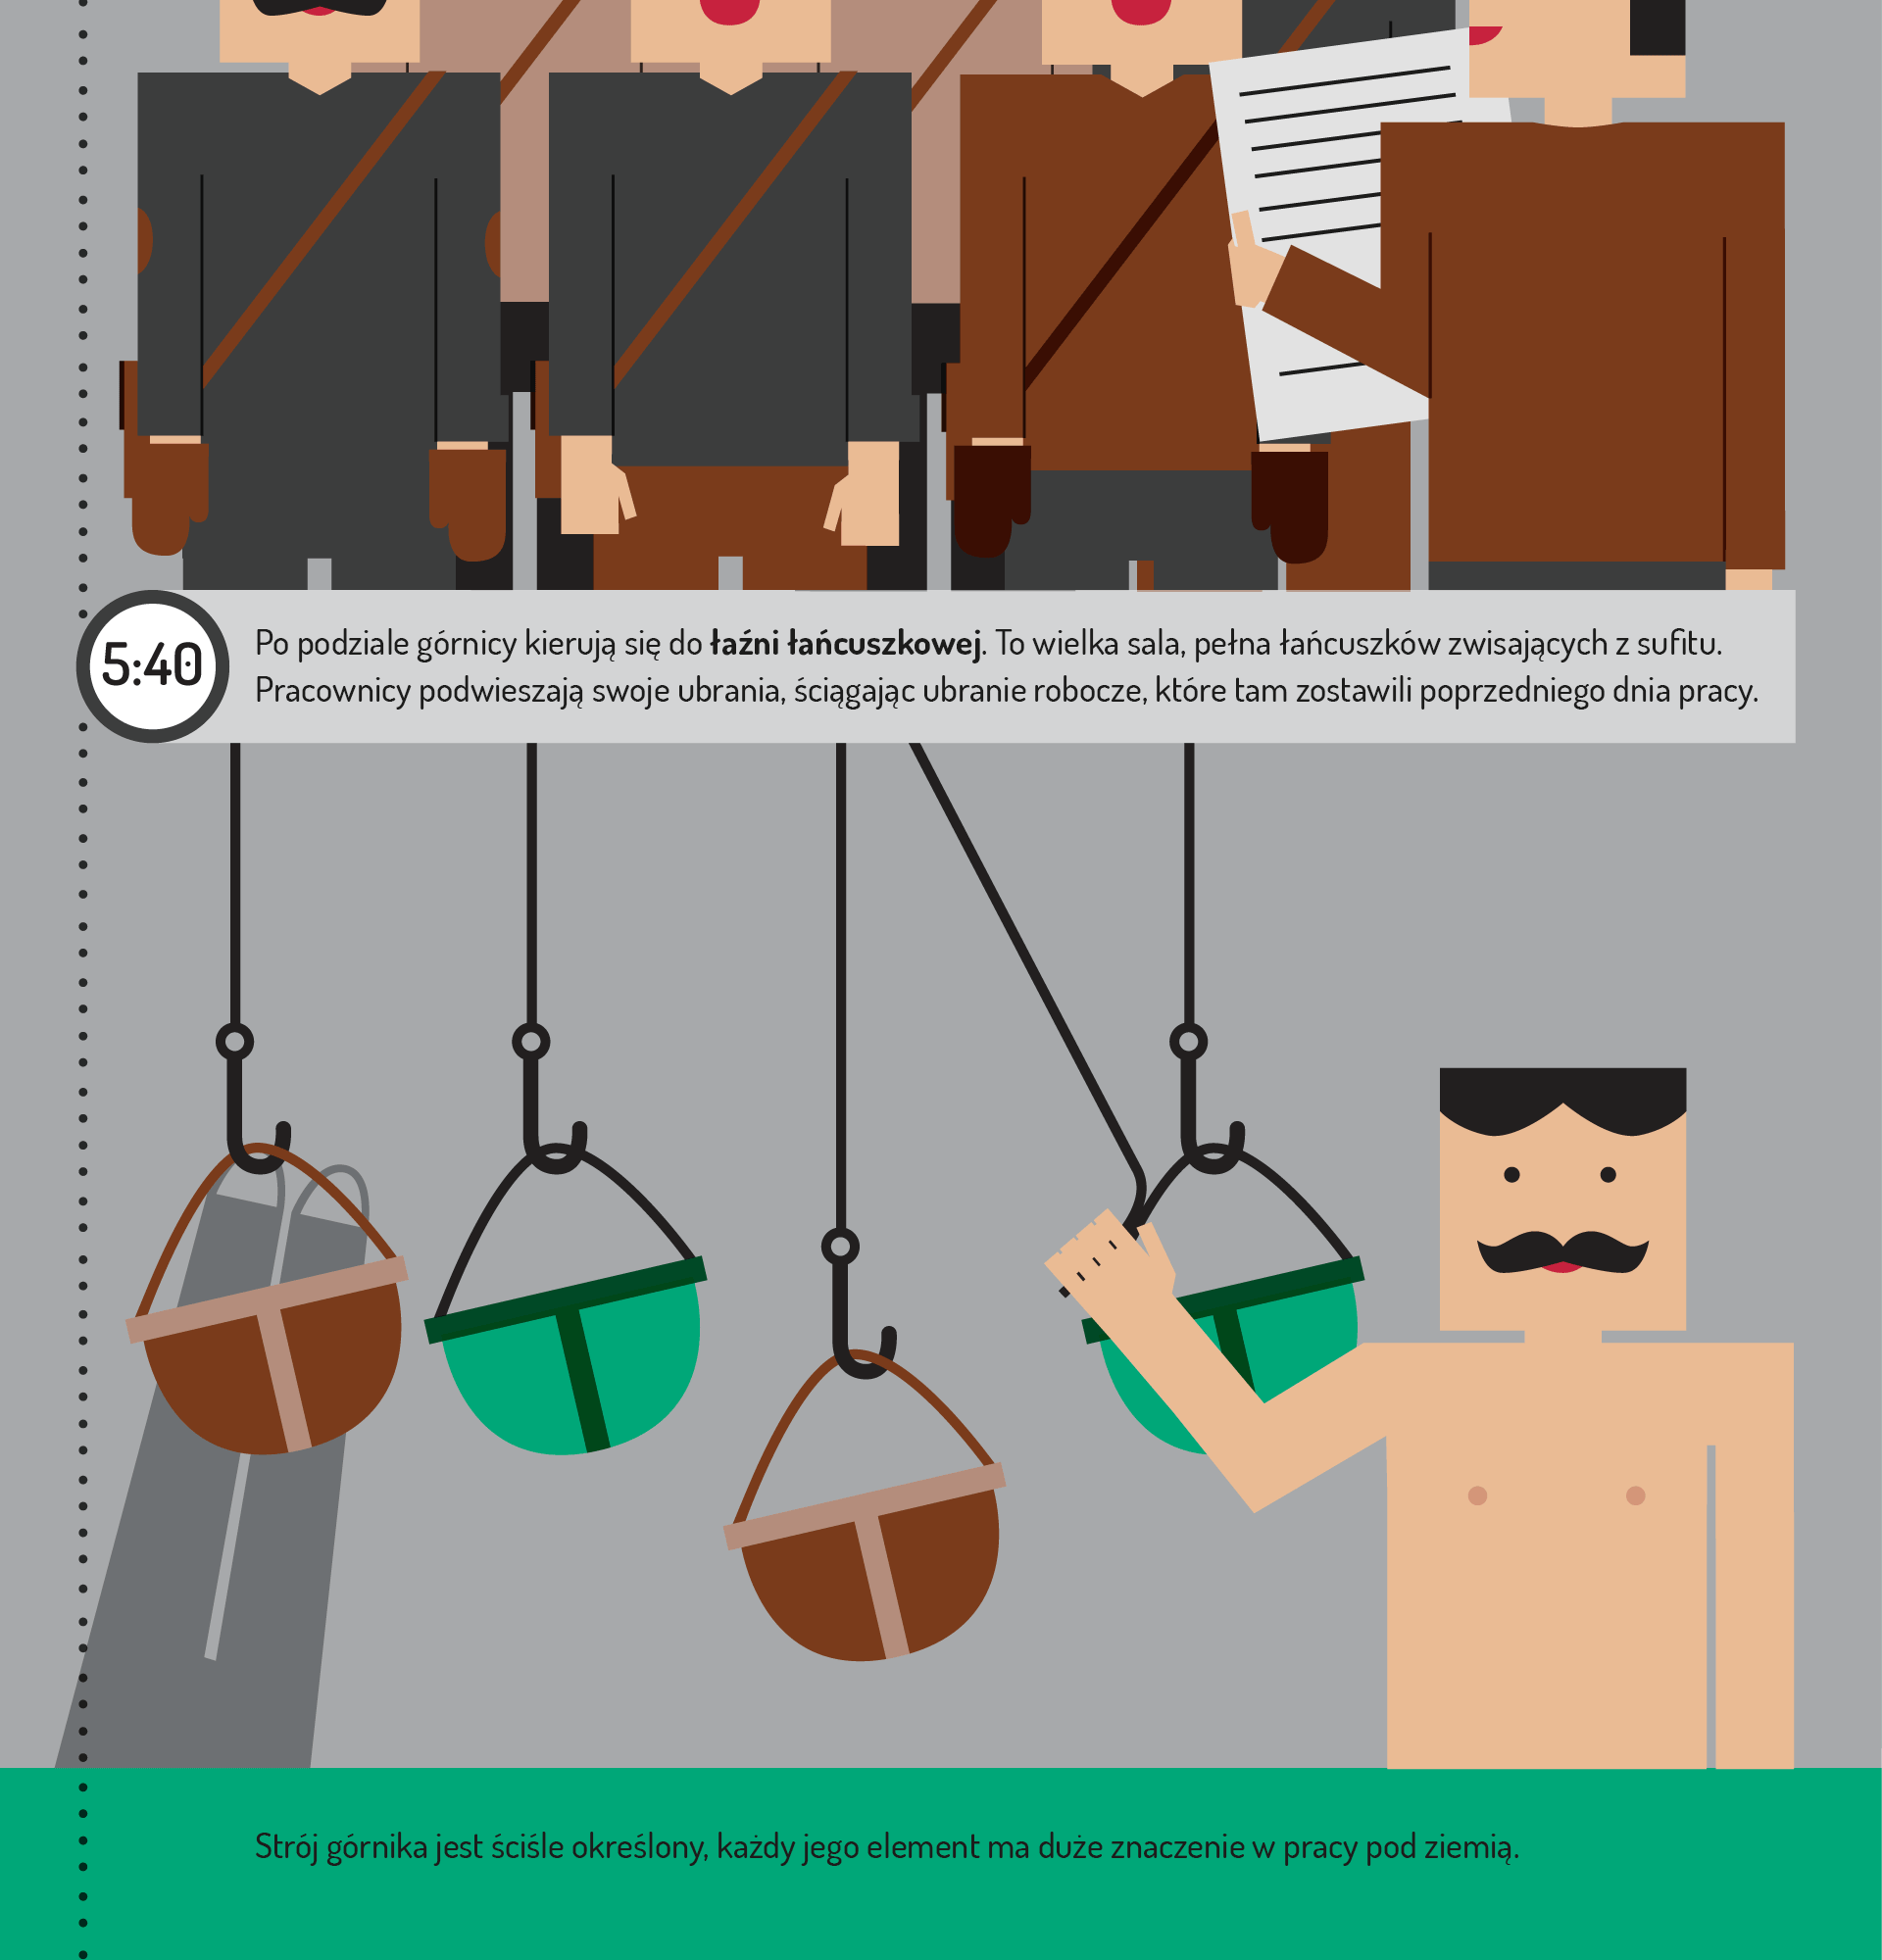 5:40
Po podziale górnicy kierują się do łaźni łańcuszkowej. To wielka sala, pełna łańcuszków zwisających z sufitu.
Pracownicy podwieszają swoje ubrania, ściągając ubranie robocze, które tam zostawili poprzedniego dnia pracy.
Strój górnika jest ściśle określony, każdy jego element ma duże znaczenie w pracy pod ziemią.